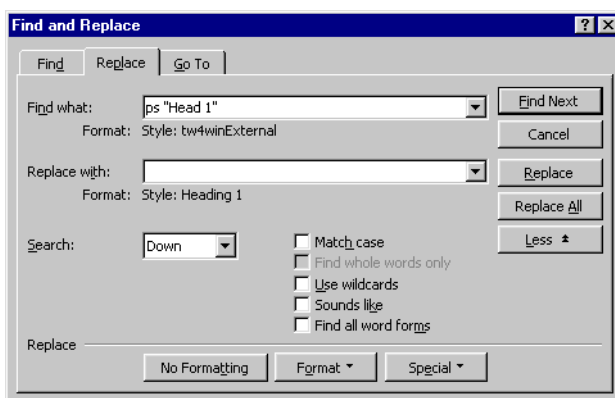 Find and Replace
Find Replace Go To
Find what: ps "Head 1" Find Next
Format: Style: tw4winExternal Cancel
Replace with: Replace
Format: Style: Heading 1 Replace All
Search: Down Match case Less
Find whole words only
Use wildcards
Sounds like
Find all word forms
Replace
No Formatting Format Special